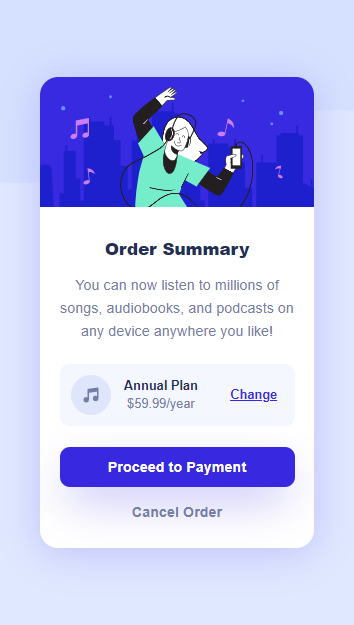 Order Summary
You can now listen to millions of
songs, audiobooks, and podcasts on
any device anywhere you like!
Annual Plan
$59.99/year
Change
Proceed to Payment
Cancel Order